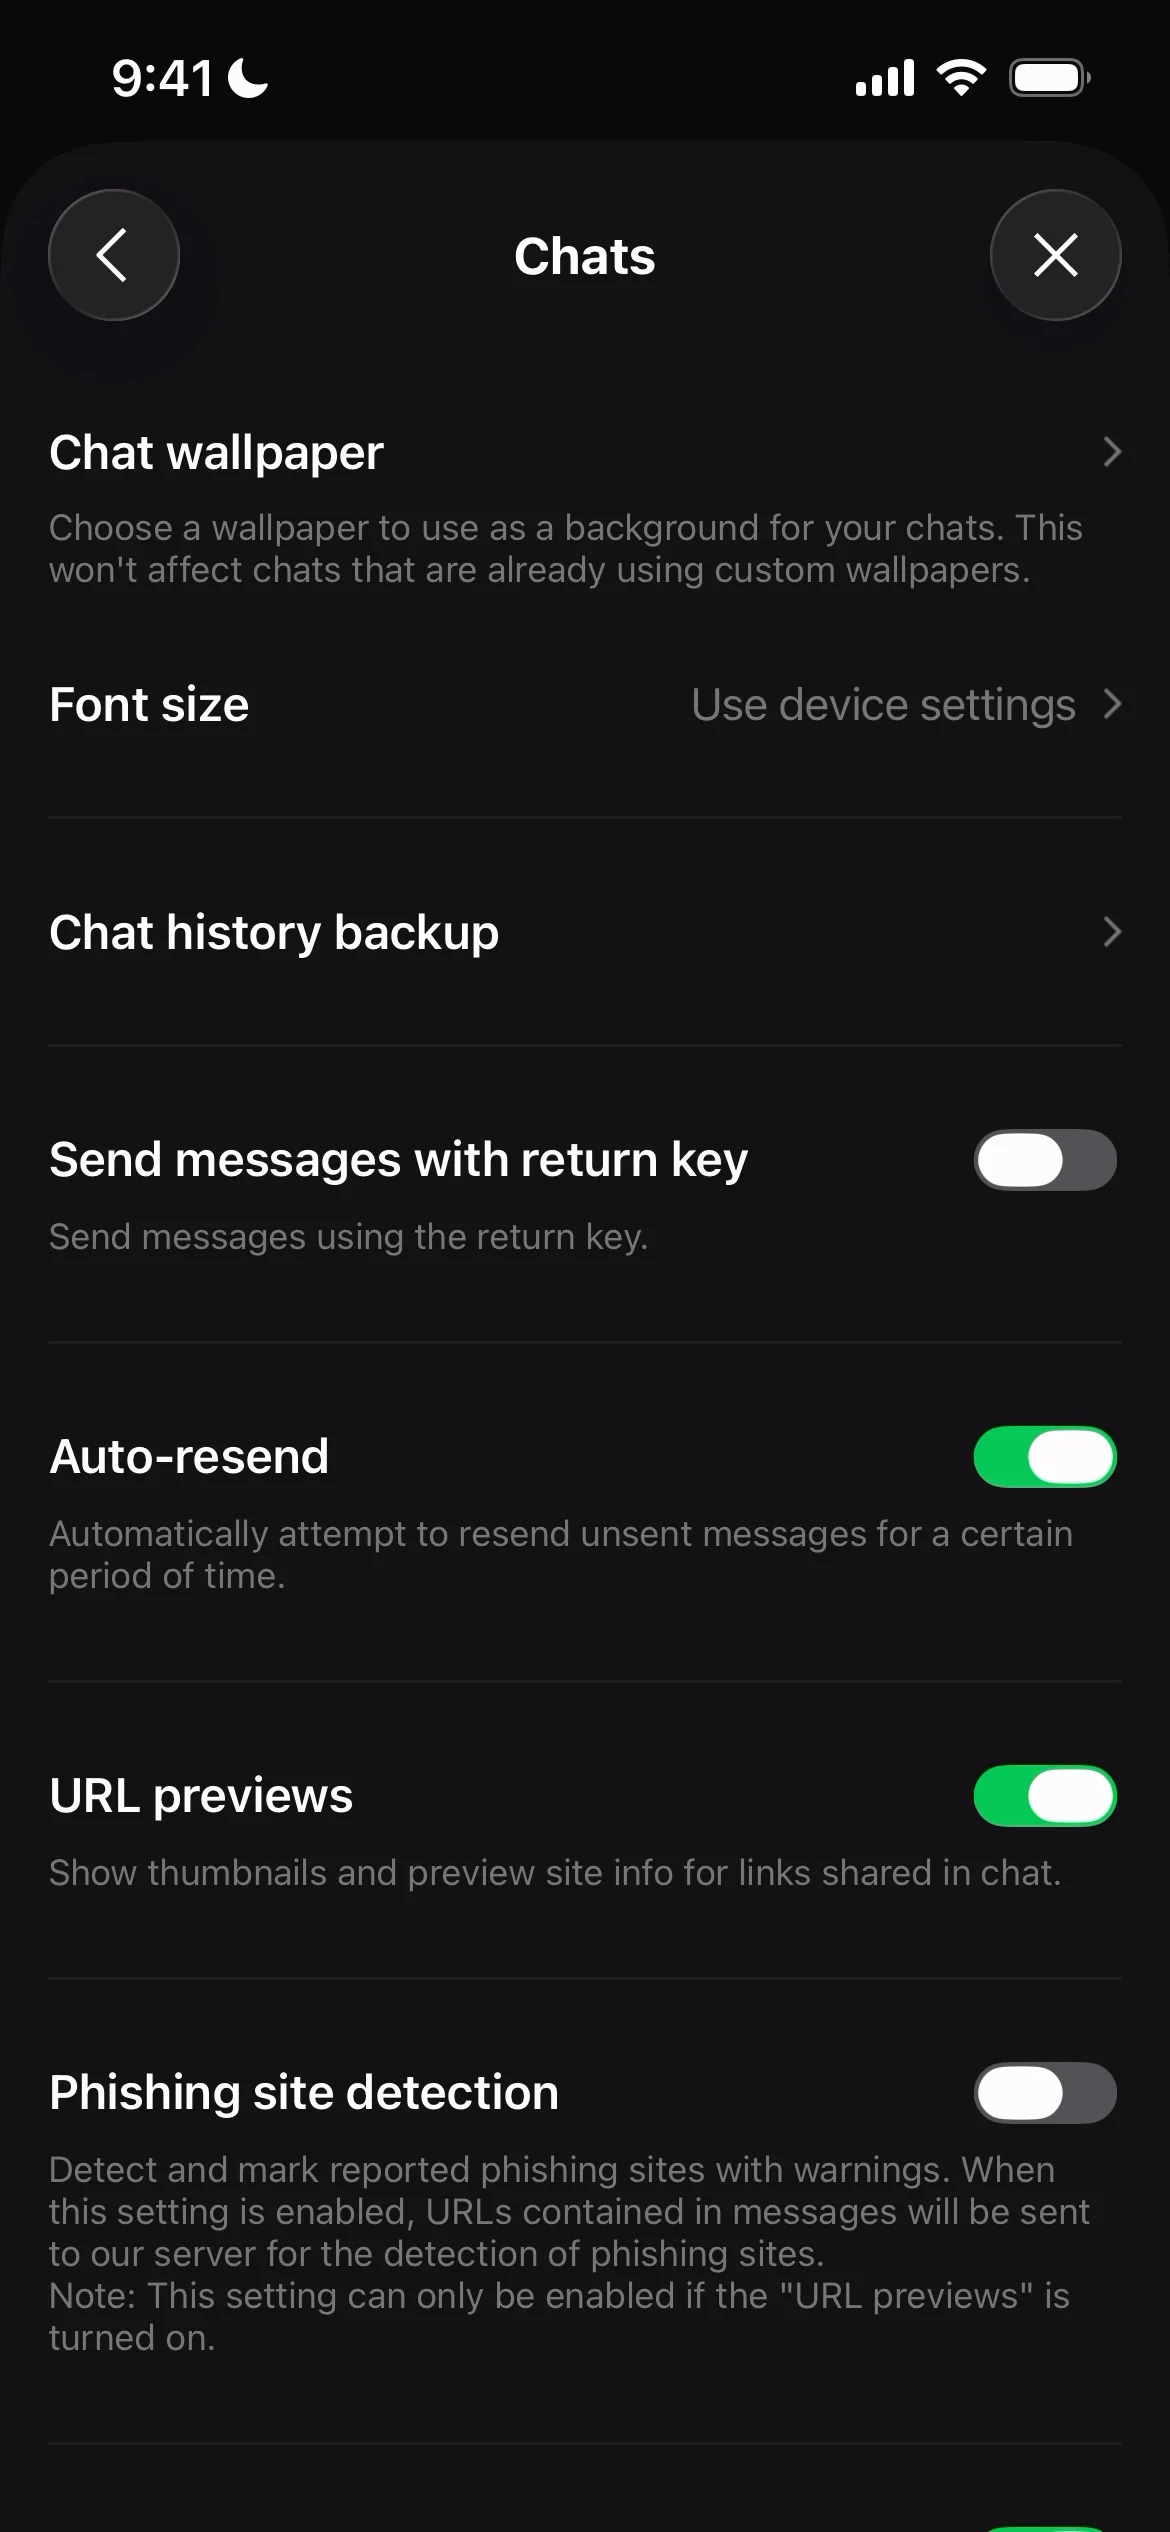 9:41
Chats
Chat wallpaper
Choose a wallpaper to use as a background for your chats. This
won't affect chats that are already using custom wallpapers.
Font size
Use device settings
Chat history backup
Send messages with return key
Send messages using the return key.
Auto-resend
Automatically attempt to resend unsent messages for a certain
period of time.
URL previews
Show thumbnails and preview site info for links shared in chat.
Phishing site detection
Detect and mark reported phishing sites with warnings. When
this setting is enabled, URLs contained in messages will be sent
to our server for the detection of phishing sites.
Note: This setting can only be enabled if the "URL previews" is
turned on.